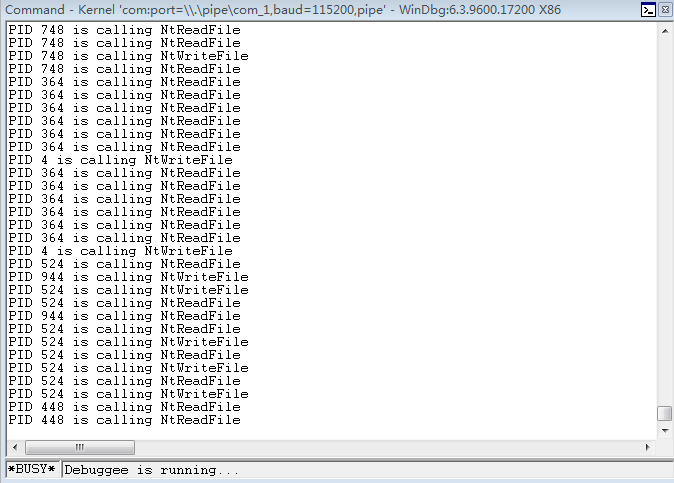 Command - Kernel 'com:port=\\.\pipe\com_1,baud=115200,pipe' - WinDbg:6.3.9600.17200 X86
PID 748 is calling NtReadFile
PID 748 is calling NtReadFile
PID 748 is calling NtWriteFile
PID 748 is calling NtReadFile
PID 364 is calling NtReadFile
PID 364 is calling NtReadFile
PID 364 is calling NtReadFile
PID 364 is calling NtReadFile
PID 364 is calling NtReadFile
PID 364 is calling NtReadFile
PID 4 is calling NtWriteFile
PID 364 is calling NtReadFile
PID 364 is calling NtReadFile
PID 364 is calling NtReadFile
PID 364 is calling NtReadFile
PID 364 is calling NtReadFile
PID 364 is calling NtReadFile
PID 4 is calling NtWriteFile
PID 524 is calling NtReadFile
PID 944 is calling NtWriteFile
PID 524 is calling NtWriteFile
PID 524 is calling NtReadFile
PID 944 is calling NtReadFile
PID 524 is calling NtReadFile
PID 524 is calling NtWriteFile
PID 524 is calling NtReadFile
PID 524 is calling NtWriteFile
PID 524 is calling NtReadFile
PID 524 is calling NtWriteFile
PID 448 is calling NtReadFile
PID 448 is calling NtReadFile
*BUSY* Debuggee is running...